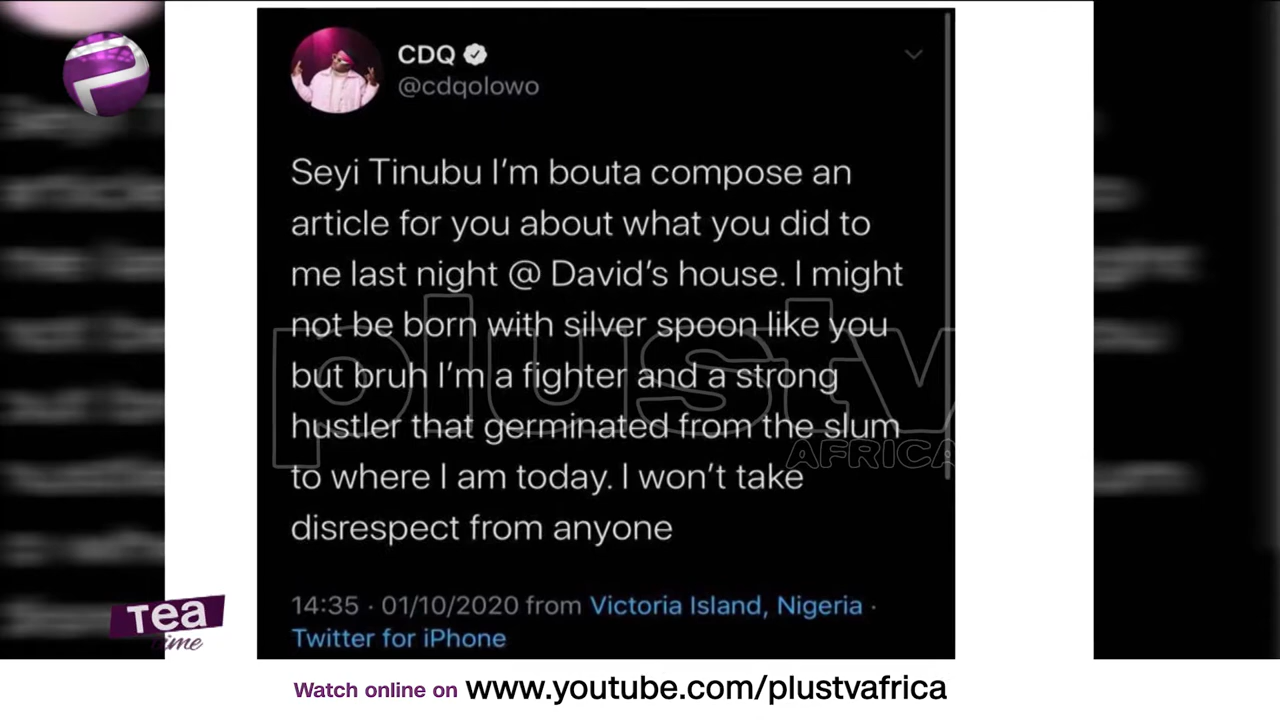 CDQ
@cdqolowo
Seyi Tinubu I'm bouta compose an
article for you about what you did to
me last night @ David's house. I might
not be born with silver spoon like you
but bruh I'm a fighter and a strong
hustler that germinated from the slum
to where I am today. I won't take
disrespect from anyone
plustv
AFRICA
14:35 · 01/10/2020 from Victoria Island, Nigeria ·
Twitter for iPhone
Tea
time
Watch online on www.youtube.com/plustvafrica